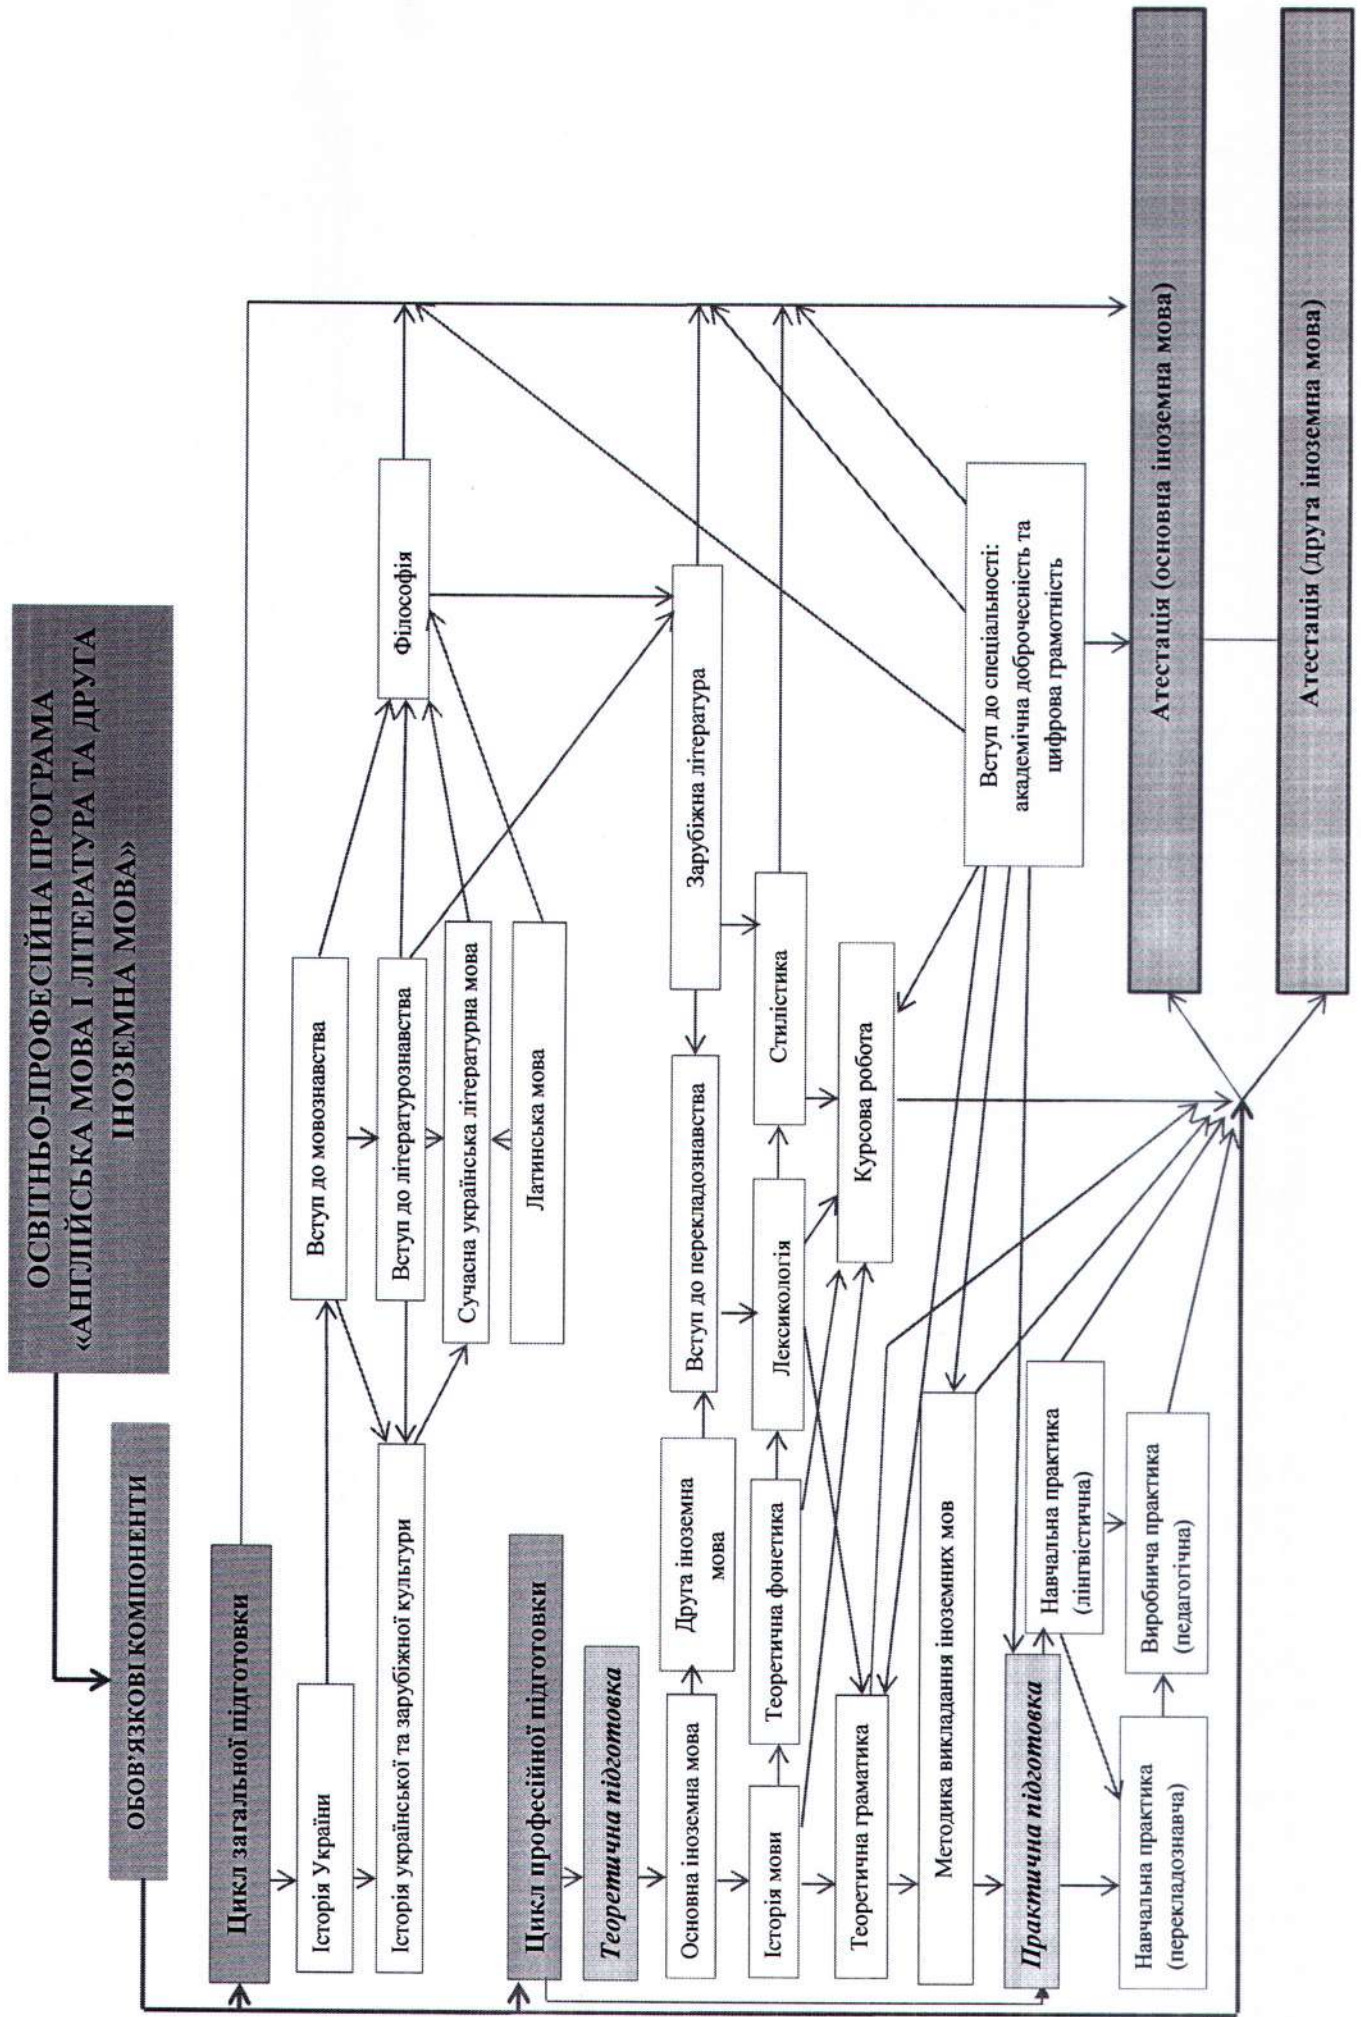 ОСВІТНЬО-ПРОФЕСІЙНА ПРОГРАМА
«АНГЛІЙСЬКА МОВА І ЛІТЕРАТУРА ТА ДРУГА
ІНОЗЕМНА МОВА»
ОБОВ’ЯЗКОВІ КОМПОНЕНТИ
Цикл загальної підготовки
Історія України
Вступ до мовознавства
Історія української та зарубіжної культури
Вступ до літературознавства
Філософія
Сучасна українська літературна мова
Латинська мова
Цикл професійної підготовки
Теоретична підготовка
Основна іноземна мова
Друга іноземна
мова
Вступ до перекладознавства
Зарубіжна література
Історія мови
Теоретична фонетика
Лексикологія
Стилістика
Теоретична граматика
Курсова робота
Методика викладання іноземних мов
Вступ до спеціальності:
академічна доброчесність та
цифрова грамотність
Практична підготовка
Навчальна практика
(лінгвістична)
Навчальна практика
(перекладознавча)
Виробнича практика
(педагогічна)
Атестація (основна іноземна мова)
Атестація (друга іноземна мова)